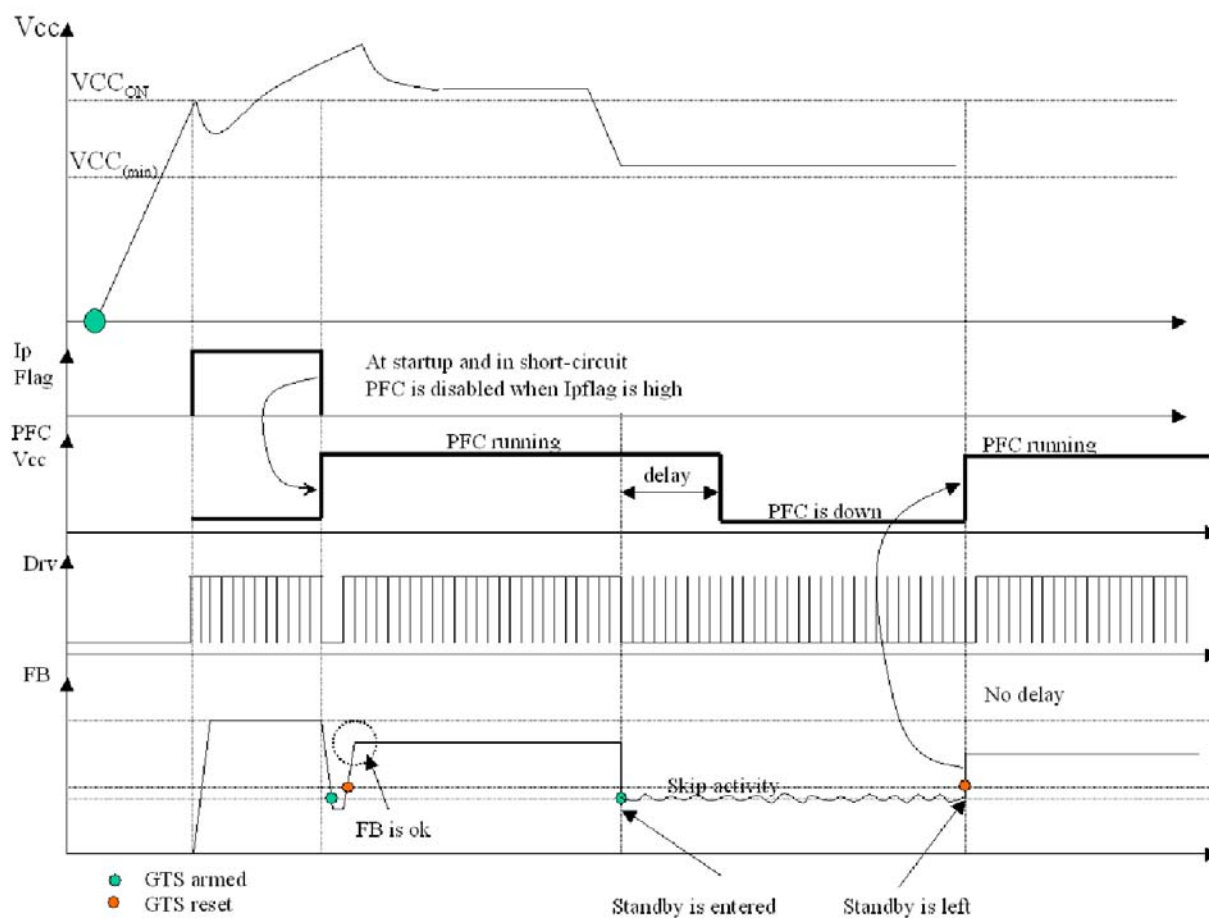 Vcc
VCC_ON
VCC_(min)
Ip
Flag
At startup and in short-circuit
PFC is disabled when Ipflag is high
PFC
Vcc
PFC running
PFC running
delay
PFC is down
Drv
FB
No delay
Skip activity
FB is ok
GTS armed
GTS reset
Standby is entered
Standby is left